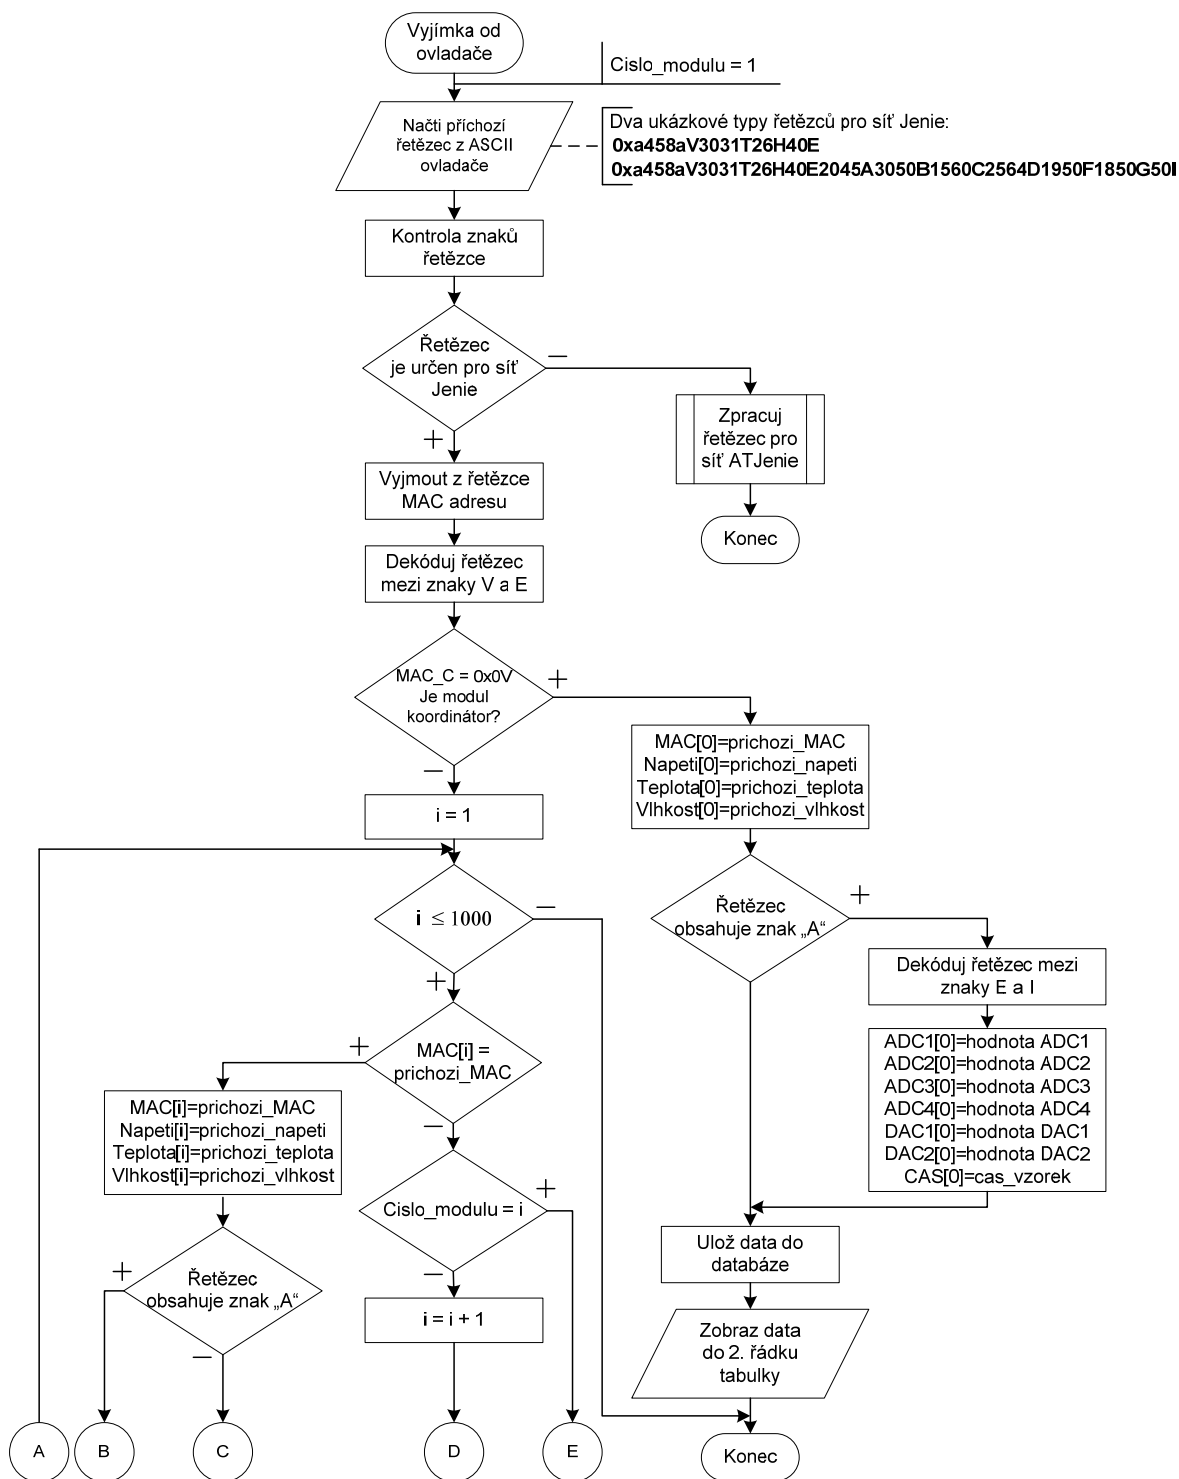 Vyjímka od
ovladače
Cislo_modulu = 1
Načti příchozí
řetězec z ASCII
ovladače
Dva ukázkové typy řetězců pro síť Jenie:
0xa458aV3031T26H40E
0xa458aV3031T26H40E2045A3050B1560C2564D1950F1850G50I
Kontrola znaků
řetězce
Řetězec
je určen pro síť
Jenie
–
+
Zpracuj
řetězec pro
síť ATJenie
Konec
Vyjmout z řetězce
MAC adresu
Dekóduj řetězec
mezi znaky V a E
MAC_C = 0x0V
Je modul
koordinátor?
+
–
MAC[0]=prichozi_MAC
Napeti[0]=prichozi_napeti
Teplota[0]=prichozi_teplota
Vlhkost[0]=prichozi_vlhkost
i = 1
i ≤ 1000
–
+
Řetězec
obsahuje znak „A“
+
Dekóduj řetězec mezi
znaky E a I
ADC1[0]=hodnota ADC1
ADC2[0]=hodnota ADC2
ADC3[0]=hodnota ADC3
ADC4[0]=hodnota ADC4
DAC1[0]=hodnota DAC1
DAC2[0]=hodnota DAC2
CAS[0]=cas_vzorek
MAC[i] =
prichozi_MAC
+
–
MAC[i]=prichozi_MAC
Napeti[i]=prichozi_napeti
Teplota[i]=prichozi_teplota
Vlhkost[i]=prichozi_vlhkost
Cislo_modulu = i
+
–
Ulož data do
databáze
Řetězec
obsahuje znak „A“
+
–
i = i + 1
Zobraz data
do 2. řádku
tabulky
A
B
C
D
E
Konec